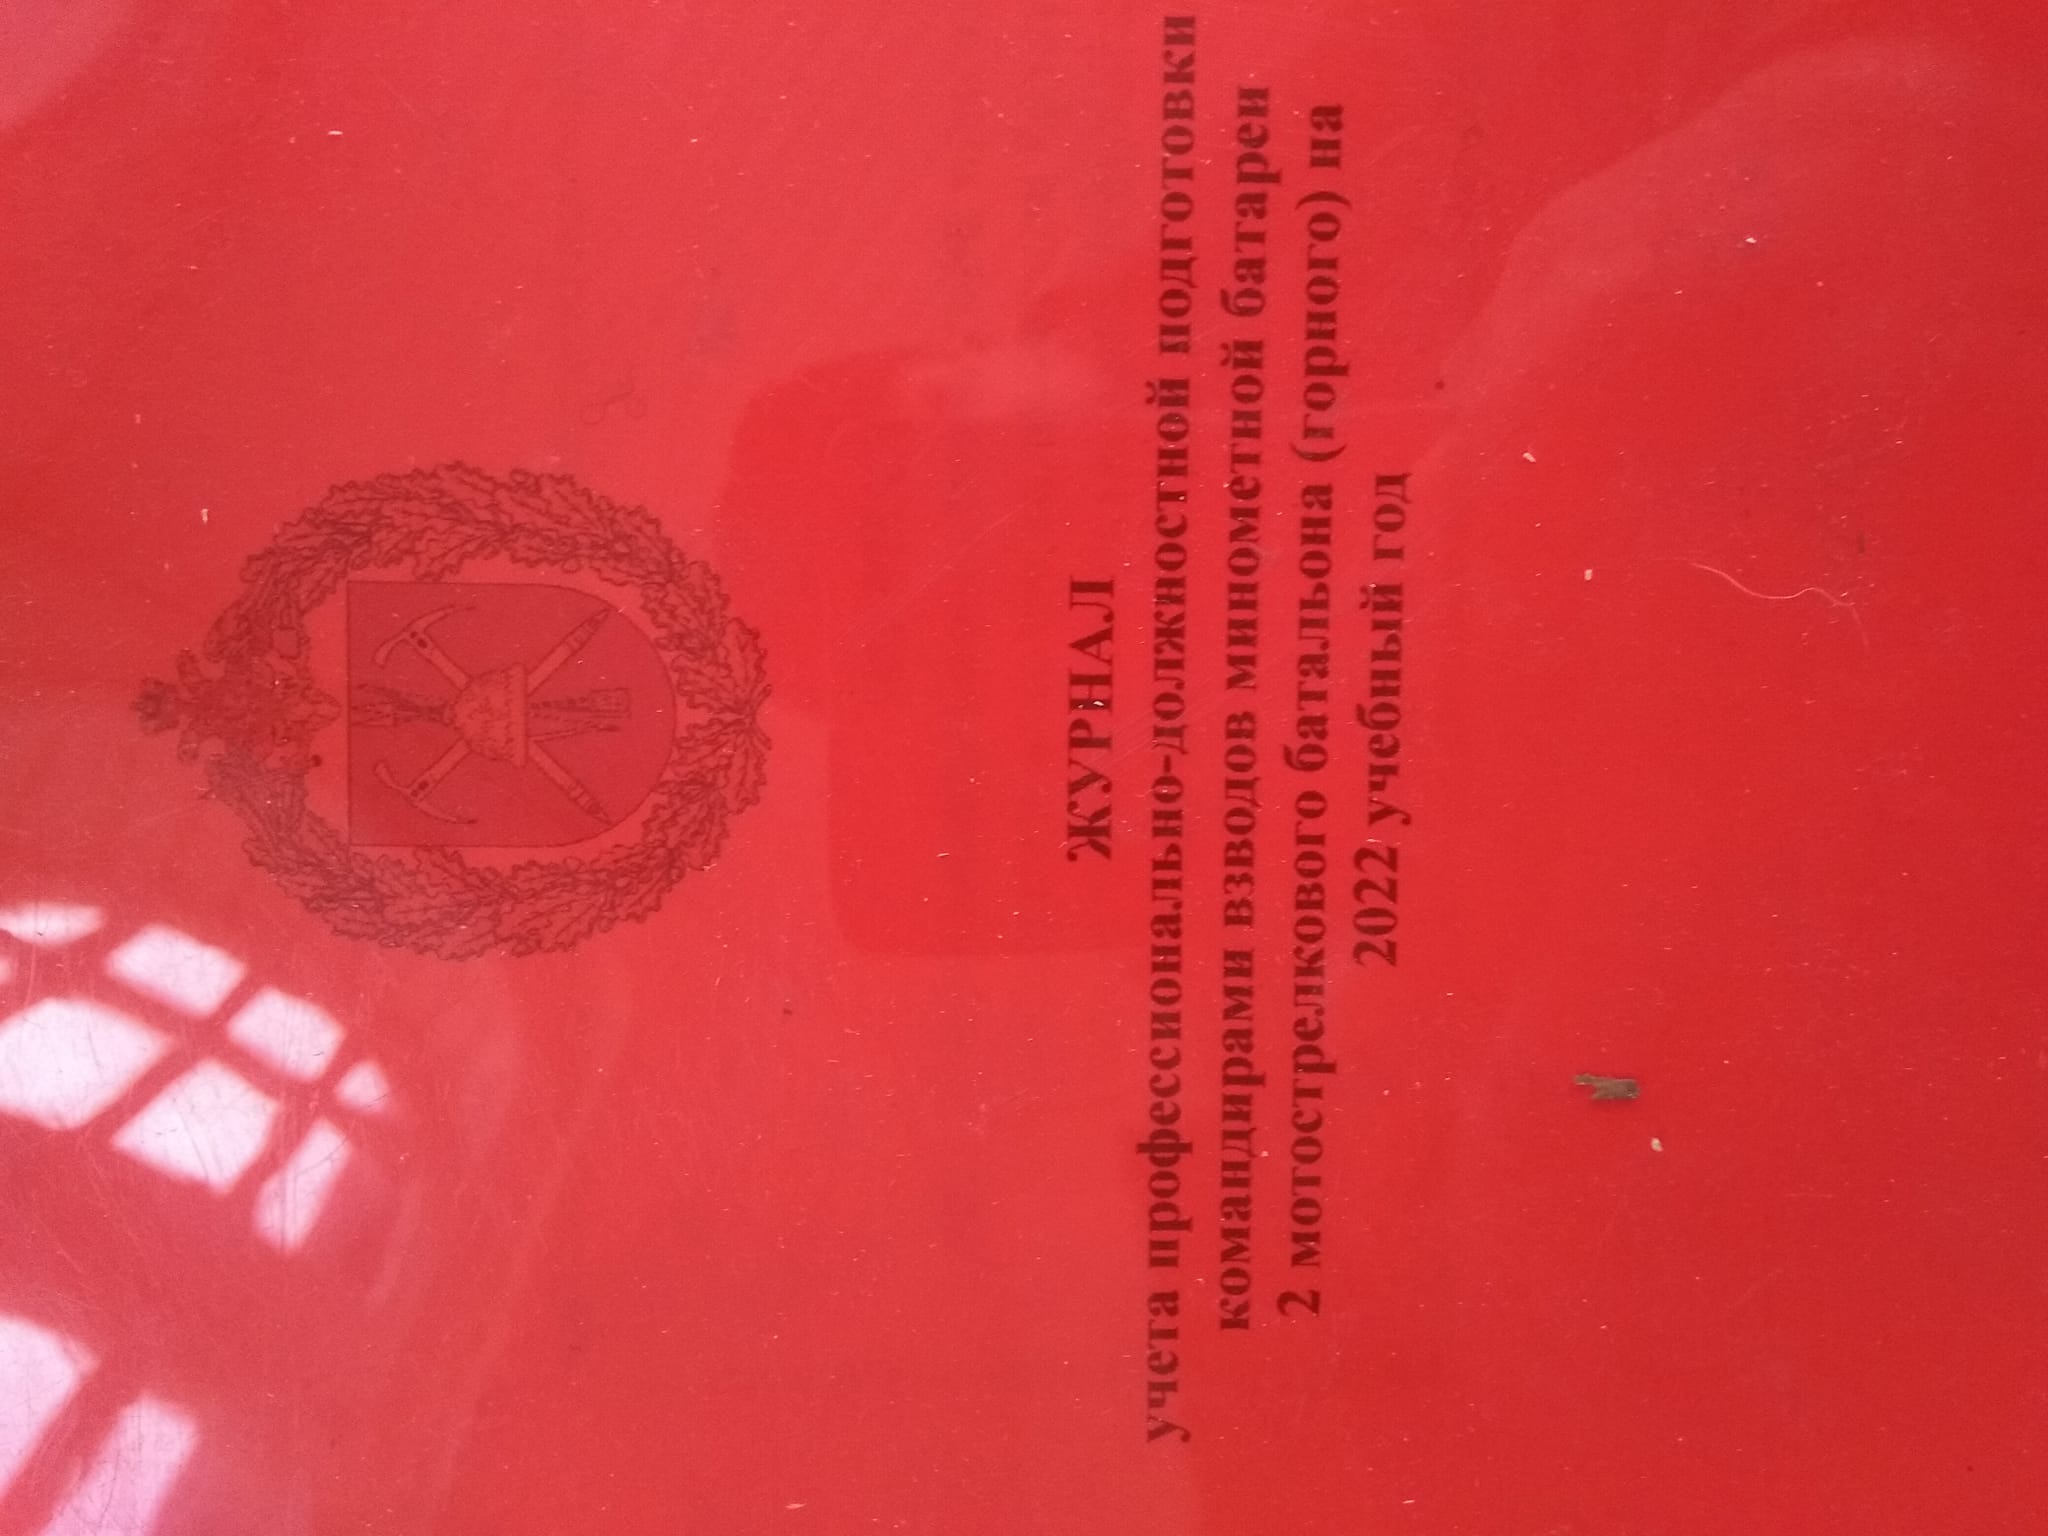 ЖУРНАЛ
учета профессионально-должностной подготовки
командирами взводов минометной батареи
2 мотострелкового батальона (горного) на
2022 учебный год